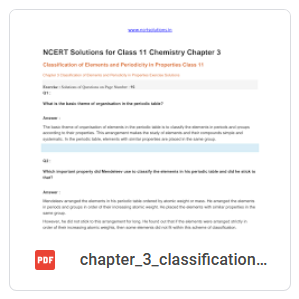 www.ncrtsolutions.in
NCERT Solutions for Class 11 Chemistry Chapter 3
Classification of Elements and Periodicity in Properties Class 11
Chapter 3 Classification of Elements and Periodicity in Properties Exercise Solutions
Exercise : Solutions of Questions on Page Number : 93
Q1 :
What is the basic theme of organisation in the periodic table?
Answer :
The basic theme of organisation of elements in the periodic table is to classify the elements in periods and groups
according to their properties. This arrangement makes the study of elements and their compounds simple and
systematic. In the periodic table, elements with similar properties are placed in the same group.
Q2 :
Which important property did Mendeleev use to classify the elements in his periodic table and did he stick to
that?
Answer :
Mendeleev arranged the elements in his periodic table ordered by atomic weight or mass. He arranged the elements
in periods and groups in order of their increasing atomic weight. He placed the elements with similar properties in the
same group.
However, he did not stick to this arrangement for long. He found out that if the elements were arranged strictly in
order of their increasing atomic weights, then some elements did not fit within this scheme of classification.
PDF
chapter_3_classification...